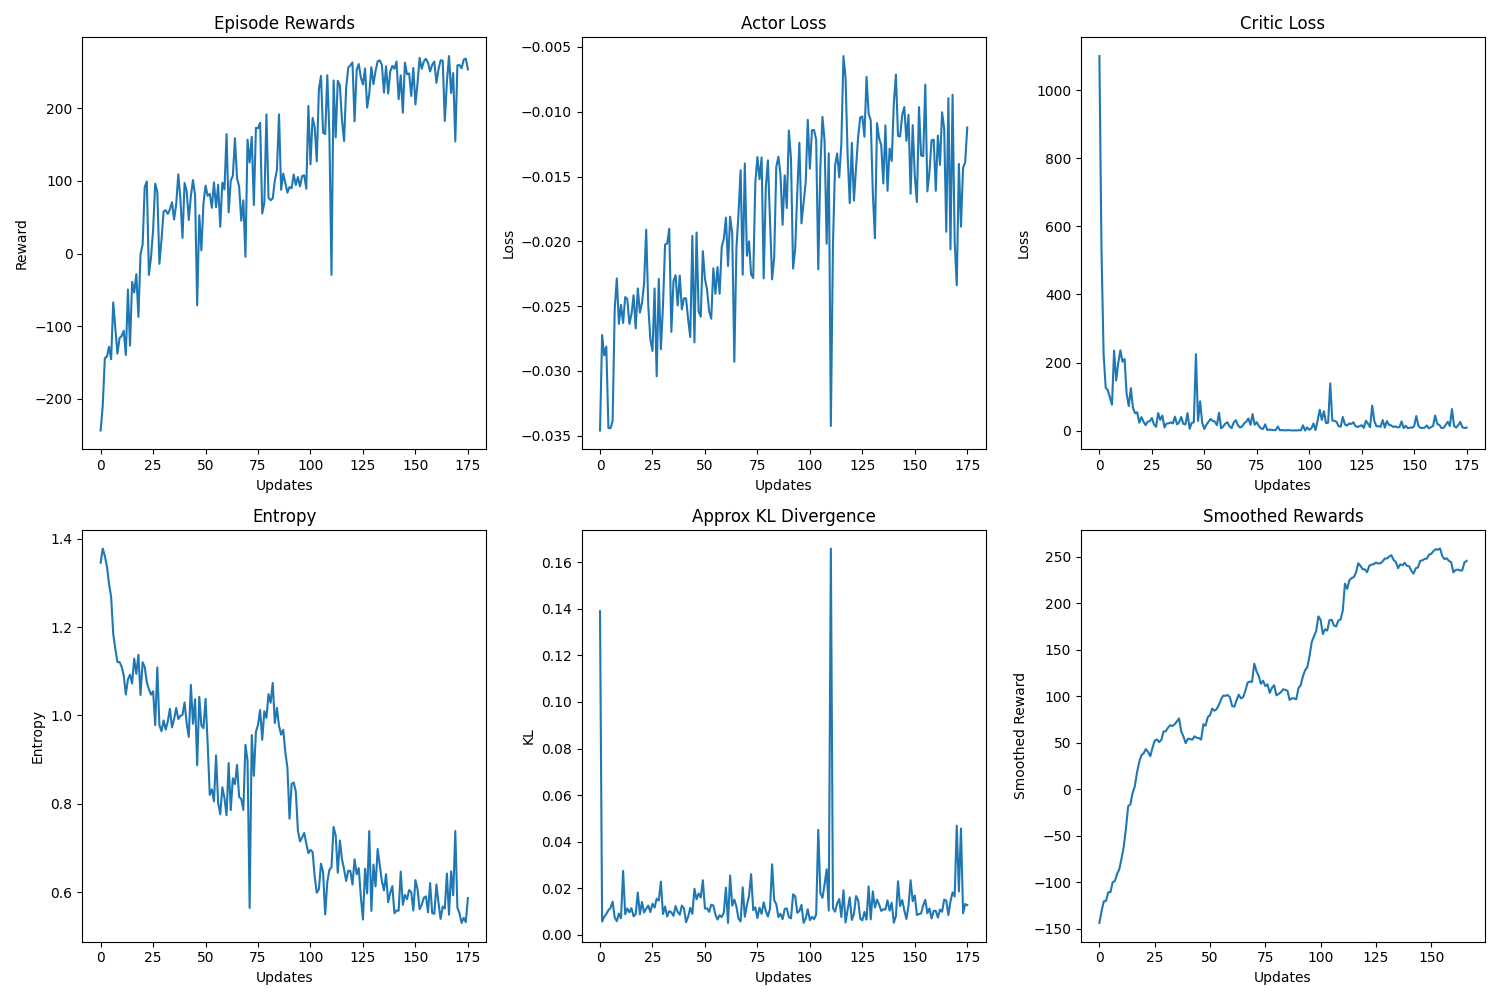 Episode Rewards
Reward
200
100
0
−100
−200
0 25 50 75 100 125 150 175
Updates
Actor Loss
Loss
−0.005
−0.010
−0.015
−0.020
−0.025
−0.030
−0.035
0 25 50 75 100 125 150 175
Updates
Critic Loss
Loss
1000
800
600
400
200
0
0 25 50 75 100 125 150 175
Updates
Entropy
Entropy
1.4
1.2
1.0
0.8
0.6
0 25 50 75 100 125 150 175
Updates
Approx KL Divergence
KL
0.16
0.14
0.12
0.10
0.08
0.06
0.04
0.02
0.00
0 25 50 75 100 125 150 175
Updates
Smoothed Rewards
Smoothed Reward
250
200
150
100
50
0
−50
−100
−150
0 25 50 75 100 125 150
Updates